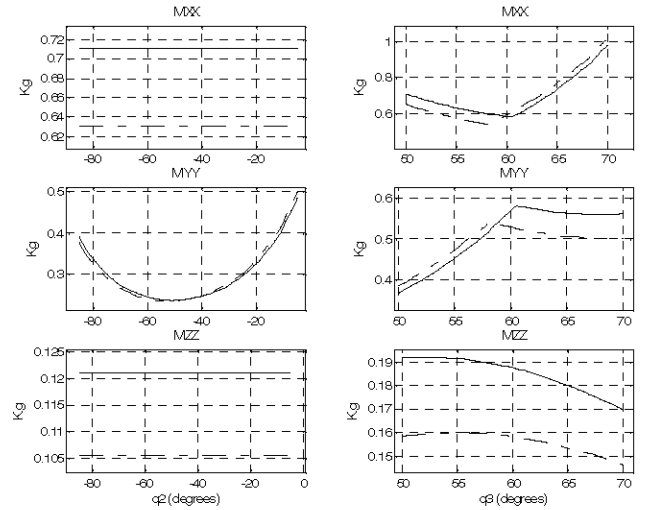 MXX
0.72
0.7
0.68
0.66
0.64
0.62
Kg
-80 -60 -40 -20
MXX
1
0.8
0.6
Kg
50 55 60 65 70
MYY
0.5
0.4
0.3
Kg
-80 -60 -40 -20
MYY
0.6
0.5
0.4
Kg
50 55 60 65 70
MZZ
0.125
0.12
0.115
0.11
0.105
Kg
-80 -60 -40 -20 0
q2 (degrees)
MZZ
0.19
0.18
0.17
0.16
0.15
Kg
50 55 60 65 70
q3 (degrees)